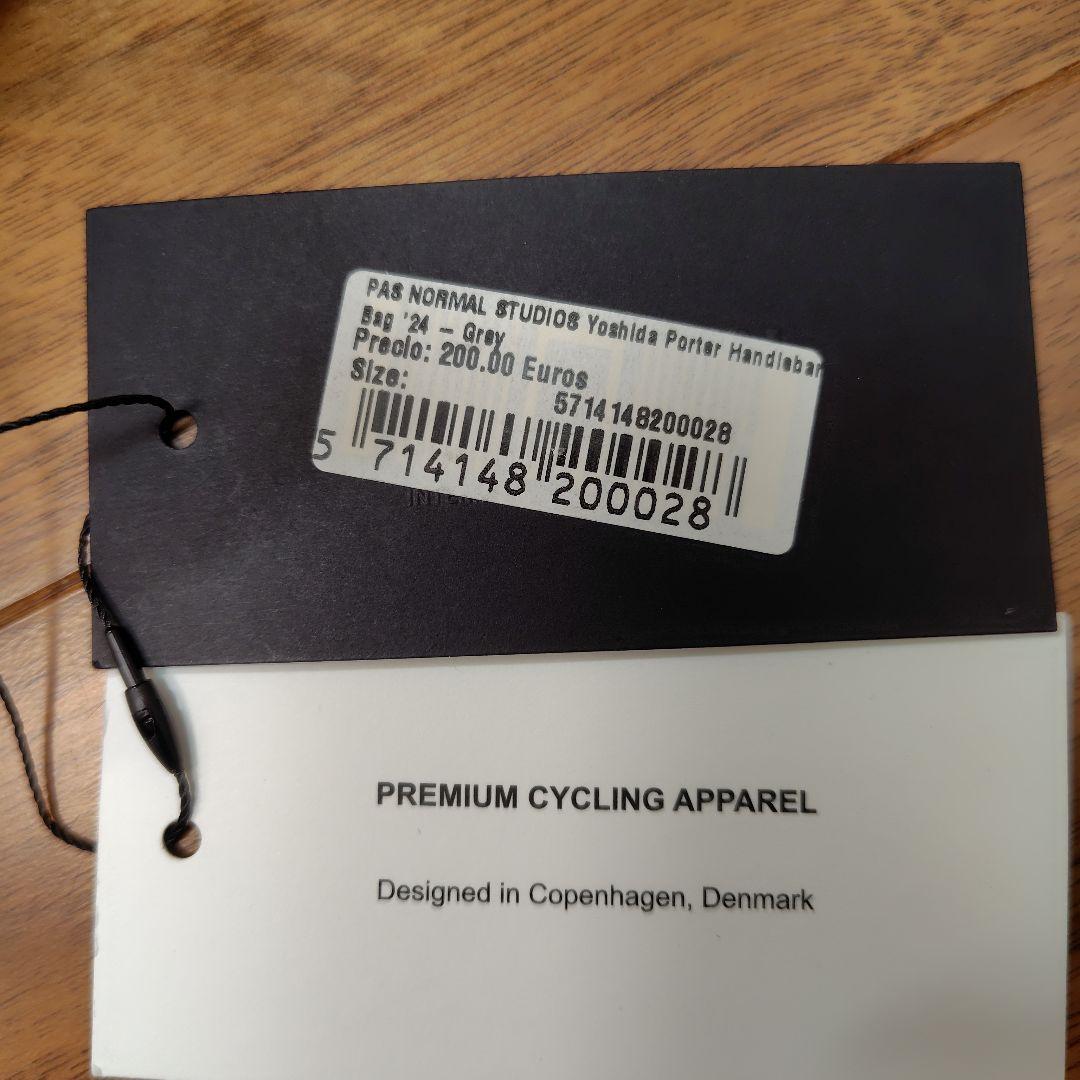 PAS NORMAL STUDIOS Yoshida Porter Handlebar
Bag '24 – Grey
Precio: 200.00 Euros
Size:
5714148200028
5 714148 200028
PREMIUM CYCLING APPAREL
Designed in Copenhagen, Denmark